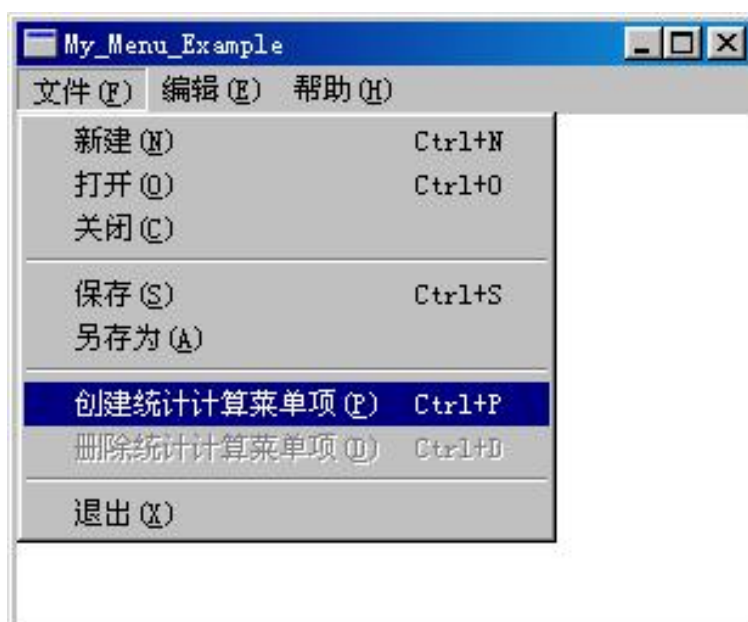 My_Menu_Example
文件(F) 编辑(E) 帮助(H)
新建(N) Ctrl+N
打开(O) Ctrl+O
关闭(C)
保存(S) Ctrl+S
另存为(A)
创建统计计算菜单项(P) Ctrl+P
删除统计计算菜单项(D) Ctrl+D
退出(X)